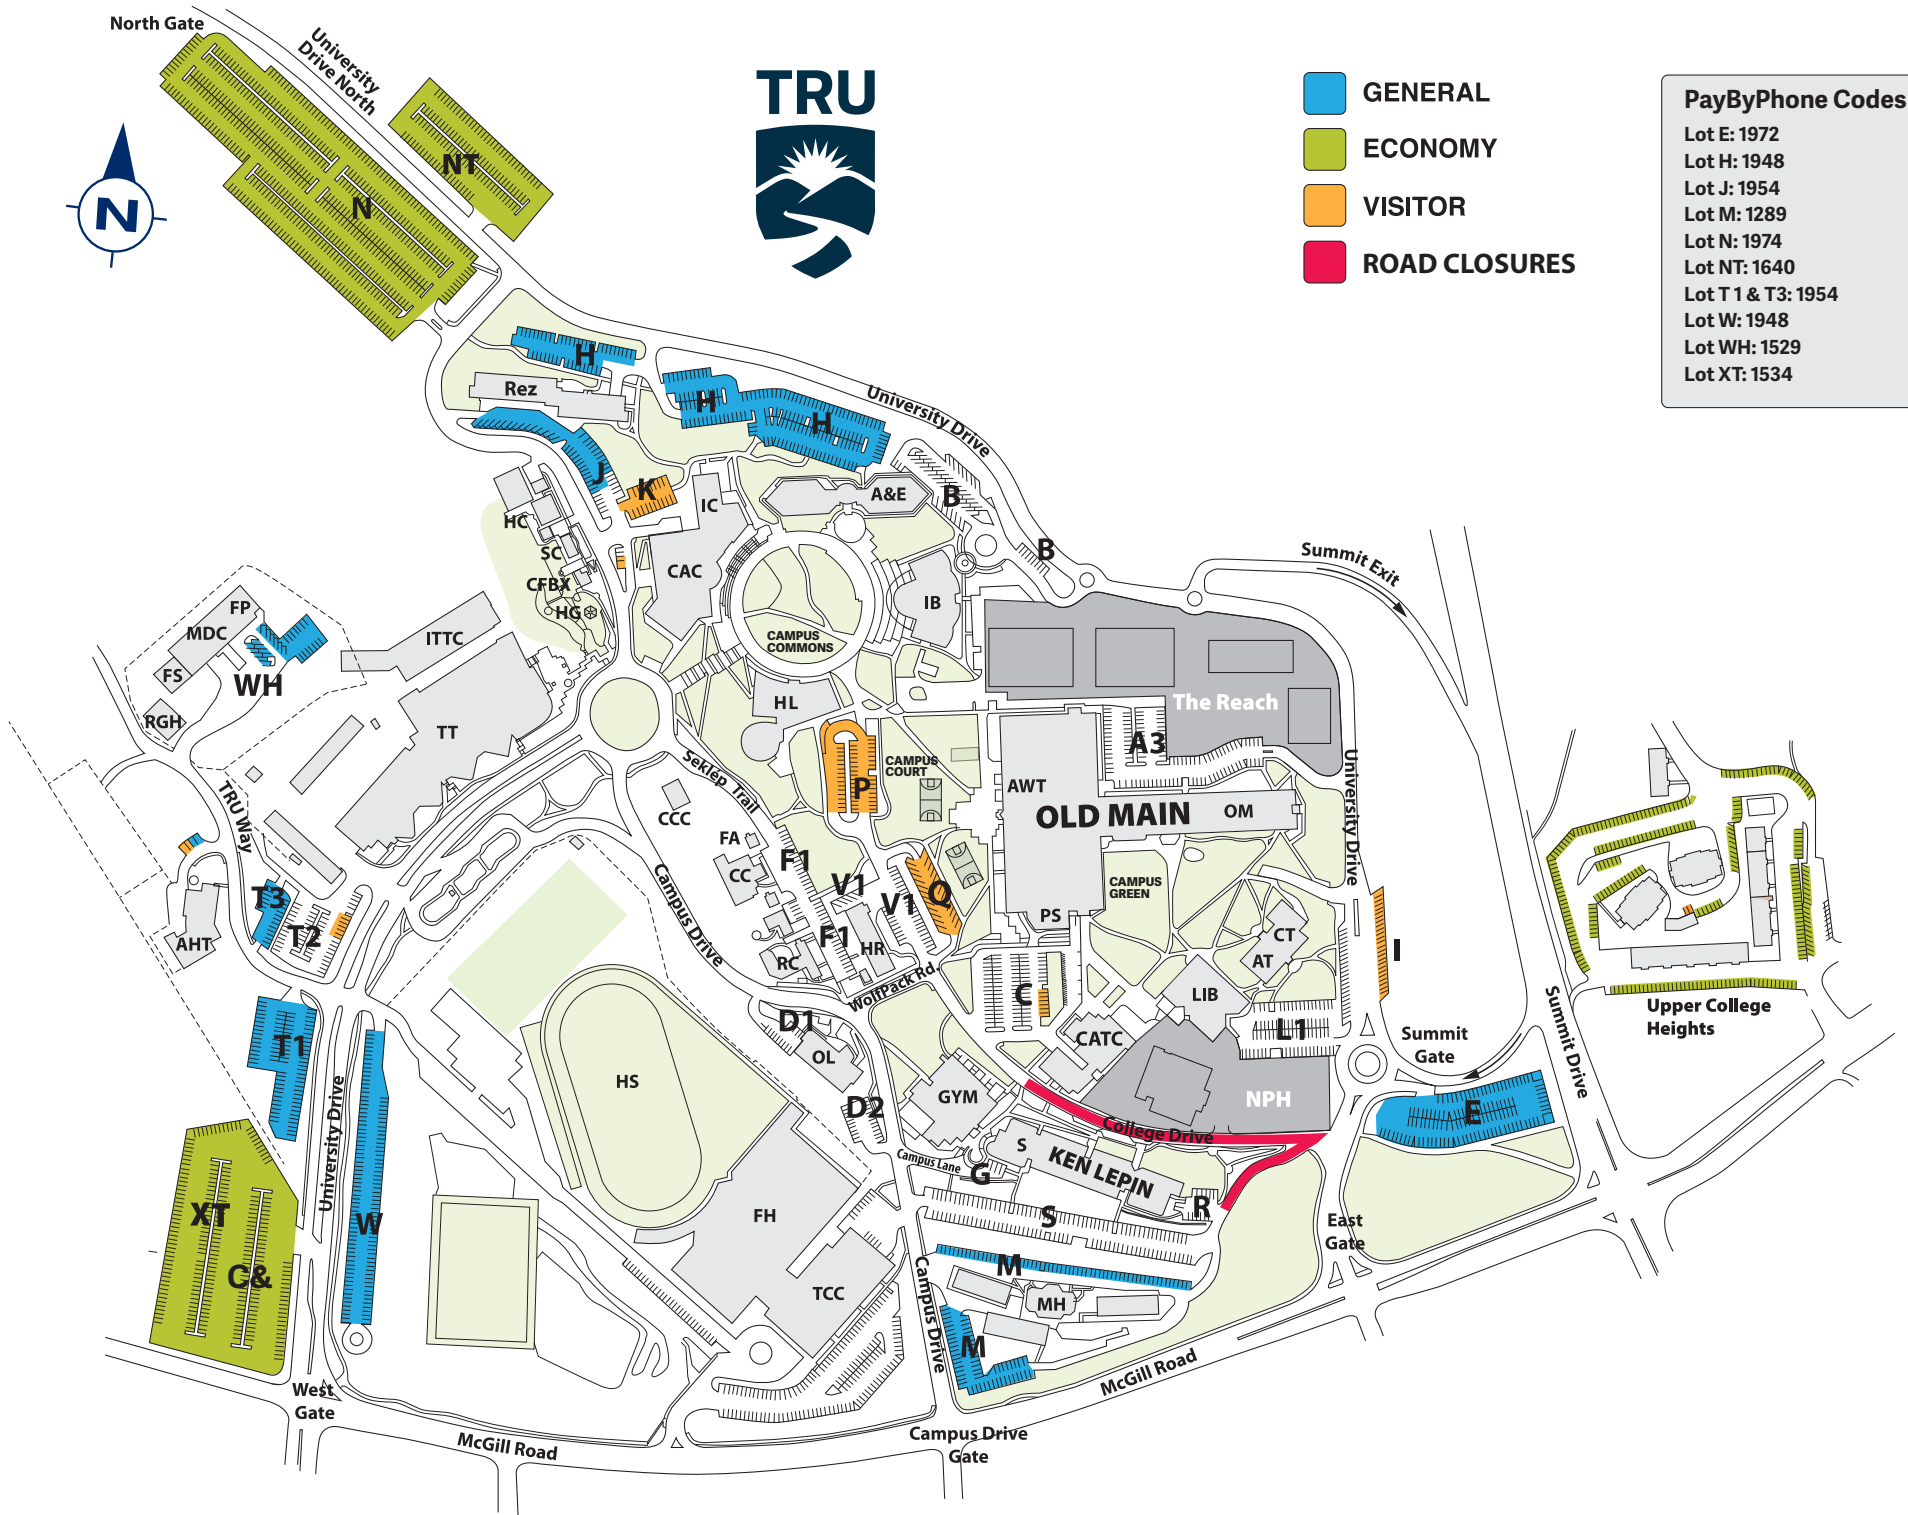 North Gate
University
Drive North
TRU
GENERAL
ECONOMY
VISITOR
ROAD CLOSURES
PayByPhone Codes
Lot E: 1972
Lot H: 1948
Lot J: 1954
Lot M: 1289
Lot N: 1974
Lot NT: 1640
Lot T 1 & T3: 1954
Lot W: 1948
Lot WH: 1529
Lot XT: 1534
NT
N
N
H
Rez
H
H
University Drive
J
K
IC
A&E
B
HC
SC
CAC
B
Summit Exit
CFBX
HG
IB
FP
MDC
ITTC
CAMPUS
COMMONS
FS
WH
RGH
TT
HL
The Reach
A3
Seklep Trail
CAMPUS
COURT
P
AWT
OLD MAIN
OM
University Drive
TRU Way
CCC
FA
CC
F1
V1
V1
Q
CAMPUS
GREEN
T3
T2
AHT
Campus Drive
F1
HR
RC
PS
CT
AT
I
WolfPack Rd.
C
LIB
L1
Upper College
Heights
Summit Drive
T1
D1
OL
CATC
Summit
Gate
HS
GYM
NPH
E
D2
College Drive
University Drive
Campus Lane
S
KEN LEPIN
G
R
XT
W
FH
S
East
Gate
C&
M
TCC
MH
Campus Drive
M
McGill Road
West
Gate
McGill Road
Campus Drive
Gate